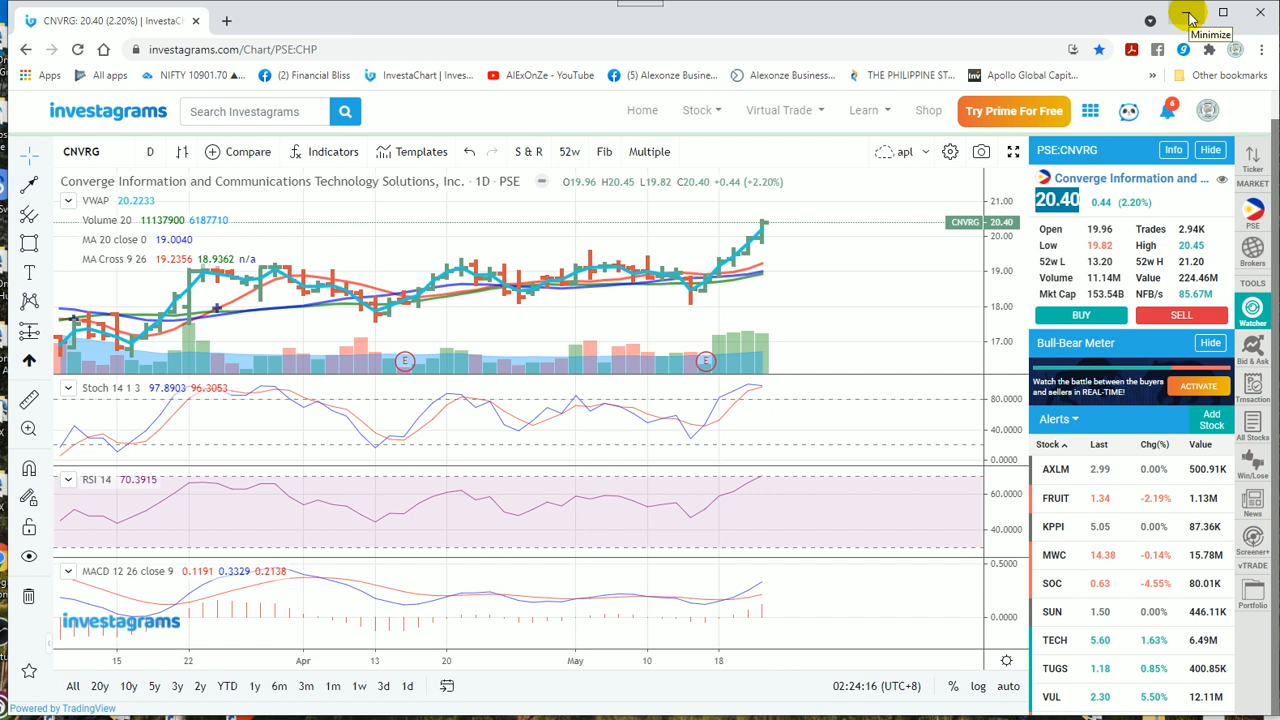 CNVRG: 20.40 (2.20%) | InvestaCh
Minimize
investagrams.com/Chart/PSE:CHP
Apps All apps NIFTY 10901.70 ▲... (2) Financial Bliss InvestaChart | Inves... AlExOnZe - YouTube (5) Alexonze Busine... Alexonze Business... THE PHILIPPINE ST... Apollo Global Capit... » Other bookmarks
investagrams Search Investagrams Home Stock Virtual Trade Learn Shop Try Prime For Free 6
CNVRG D Compare Indicators Templates S & R 52w Fib Multiple apl
Converge Information and Communications Technology Solutions, Inc. · 1D · PSE O19.96 H20.45 L19.82 C20.40 +0.44 (+2.20%)
VWAP 20.2233
Volume 20 11137900 6187710
MA 20 close 0 19.0040
MA Cross 9 26 19.2356 18.9362 n/a
21.00
CNVRG 20.40
20.00
19.00
18.00
17.00
E E
Stoch 14 1 3 97.8903 96.3053
80.0000
40.0000
0.0000
RSI 14 70.3915
60.0000
40.0000
MACD 12 26 close 9 0.1191 0.3329 0.2138
0.5000
0.0000
investagrams
15 22 Apr 13 20 May 10 18
All 20y 10y 5y 3y 2y YTD 1y 6m 3m 1m 1w 3d 1d 02:24:16 (UTC+8) % log auto
Powered by TradingView
PSE:CNVRG Info Hide
Converge Information and ...
20.40 0.44 (2.20%)
Open 19.96 Trades 2.94K
Low 19.82 High 20.45
52w L 13.20 52w H 21.20
Volume 11.14M Value 224.46M
Mkt Cap 153.54B NFB/s 85.67M
BUY SELL
Bull-Bear Meter Hide
Watch the battle between the buyers
and sellers in REAL-TIME!
ACTIVATE
Alerts Add
Stock
Stock Last Chg(%) Value
AXLM 2.99 0.00% 500.91K
FRUIT 1.34 -2.19% 1.13M
KPPI 5.05 0.00% 87.36K
MWC 14.38 -0.14% 15.78M
SOC 0.63 -4.55% 80.01K
SUN 1.50 0.00% 446.11K
TECH 5.60 1.63% 6.49M
TUGS 1.18 0.85% 400.85K
VUL 2.30 5.50% 12.11M
Ticker
MARKET
PSE
Brokers
TOOLS
Watcher
Bid & Ask
Trnsaction
All Stocks
Win/Lose
News
Screener+
vTRADE
Portfolio